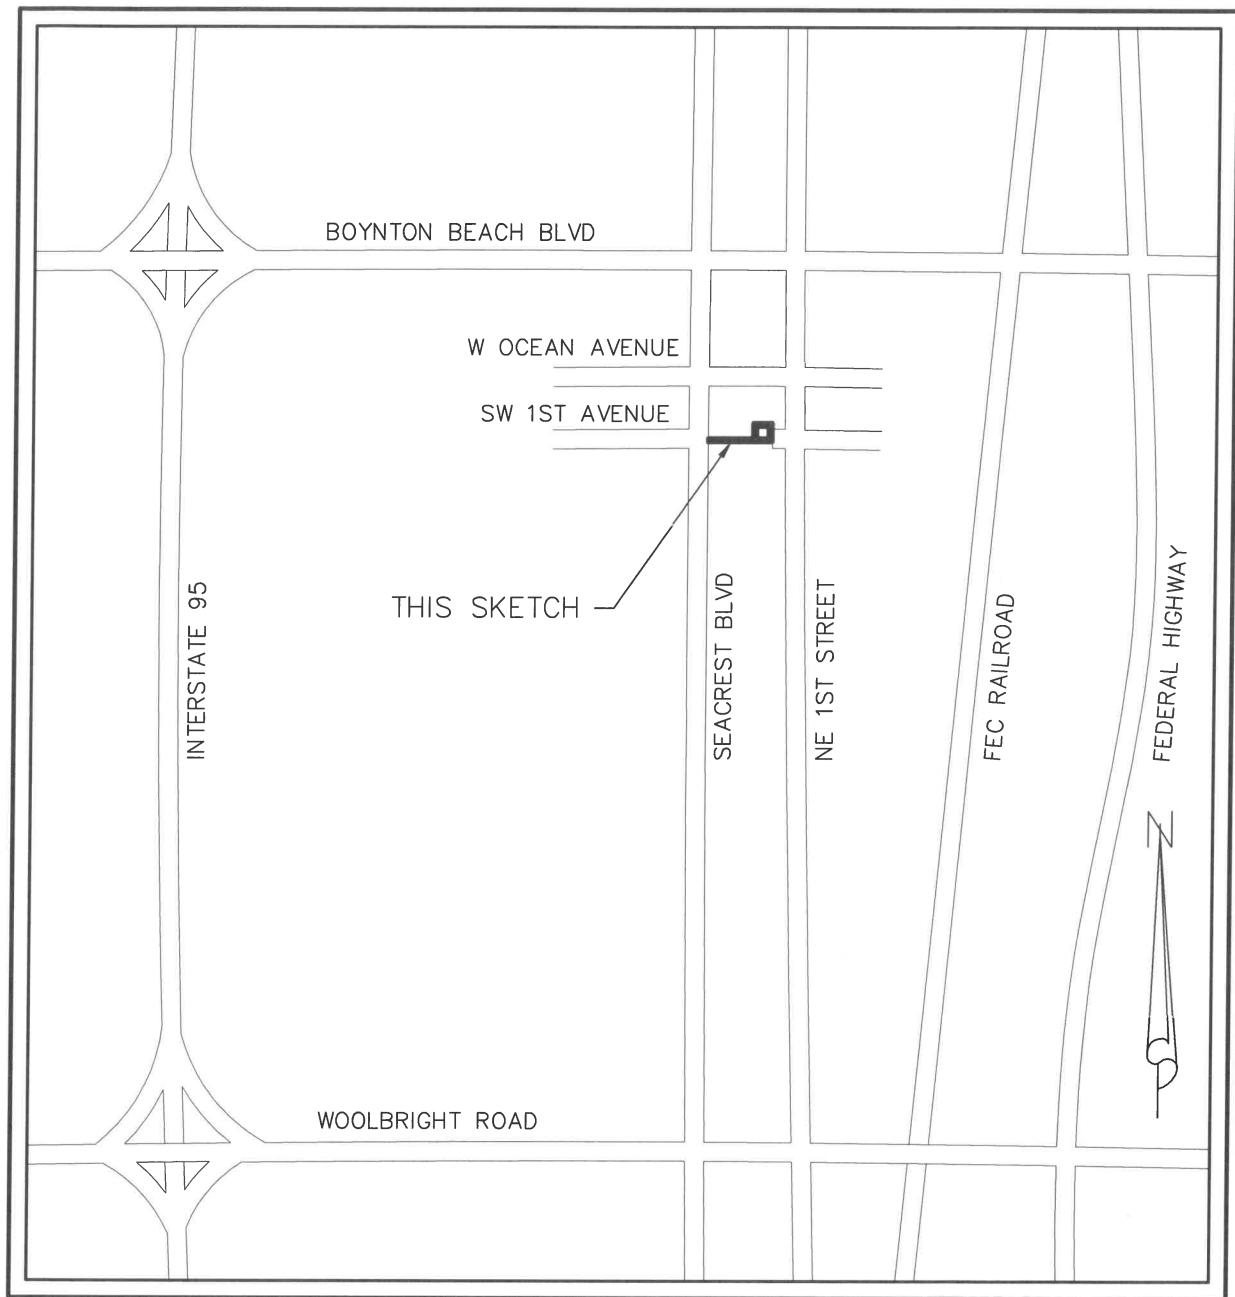 BOYNTON BEACH BLVD
W OCEAN AVENUE
SW 1ST AVENUE
THIS SKETCH
INTERSTATE 95
SEACREST BLVD
NE 1ST STREET
FEC RAILROAD
FEDERAL HIGHWAY
N
WOOLBRIGHT ROAD